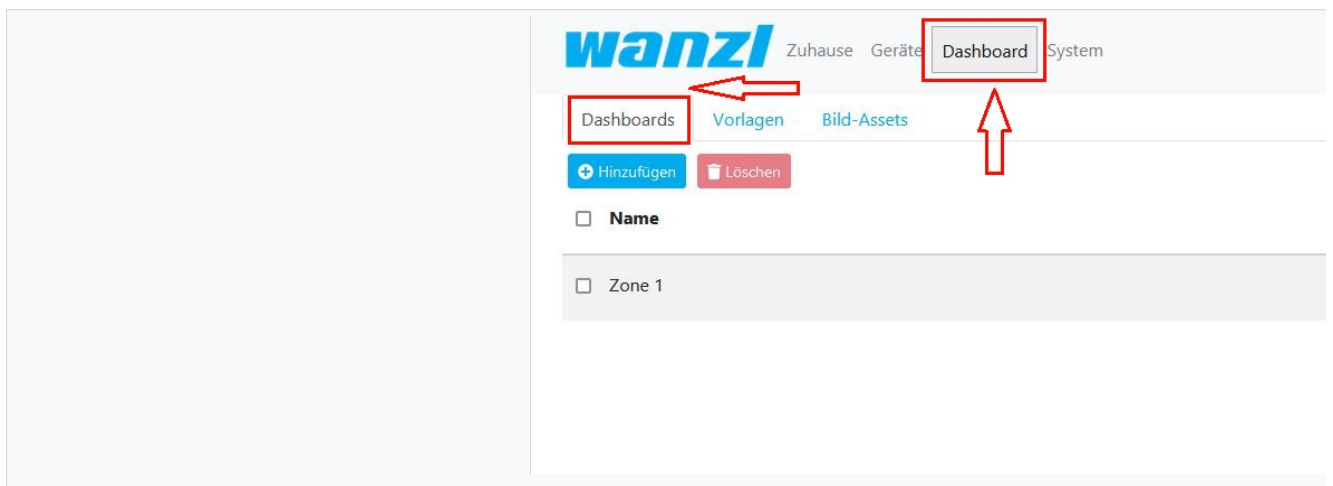 wanzl Zuhause Geräte Dashboard System
Dashboards Vorlagen Bild-Assets
Hinzufügen Löschen
Name
Zone 1